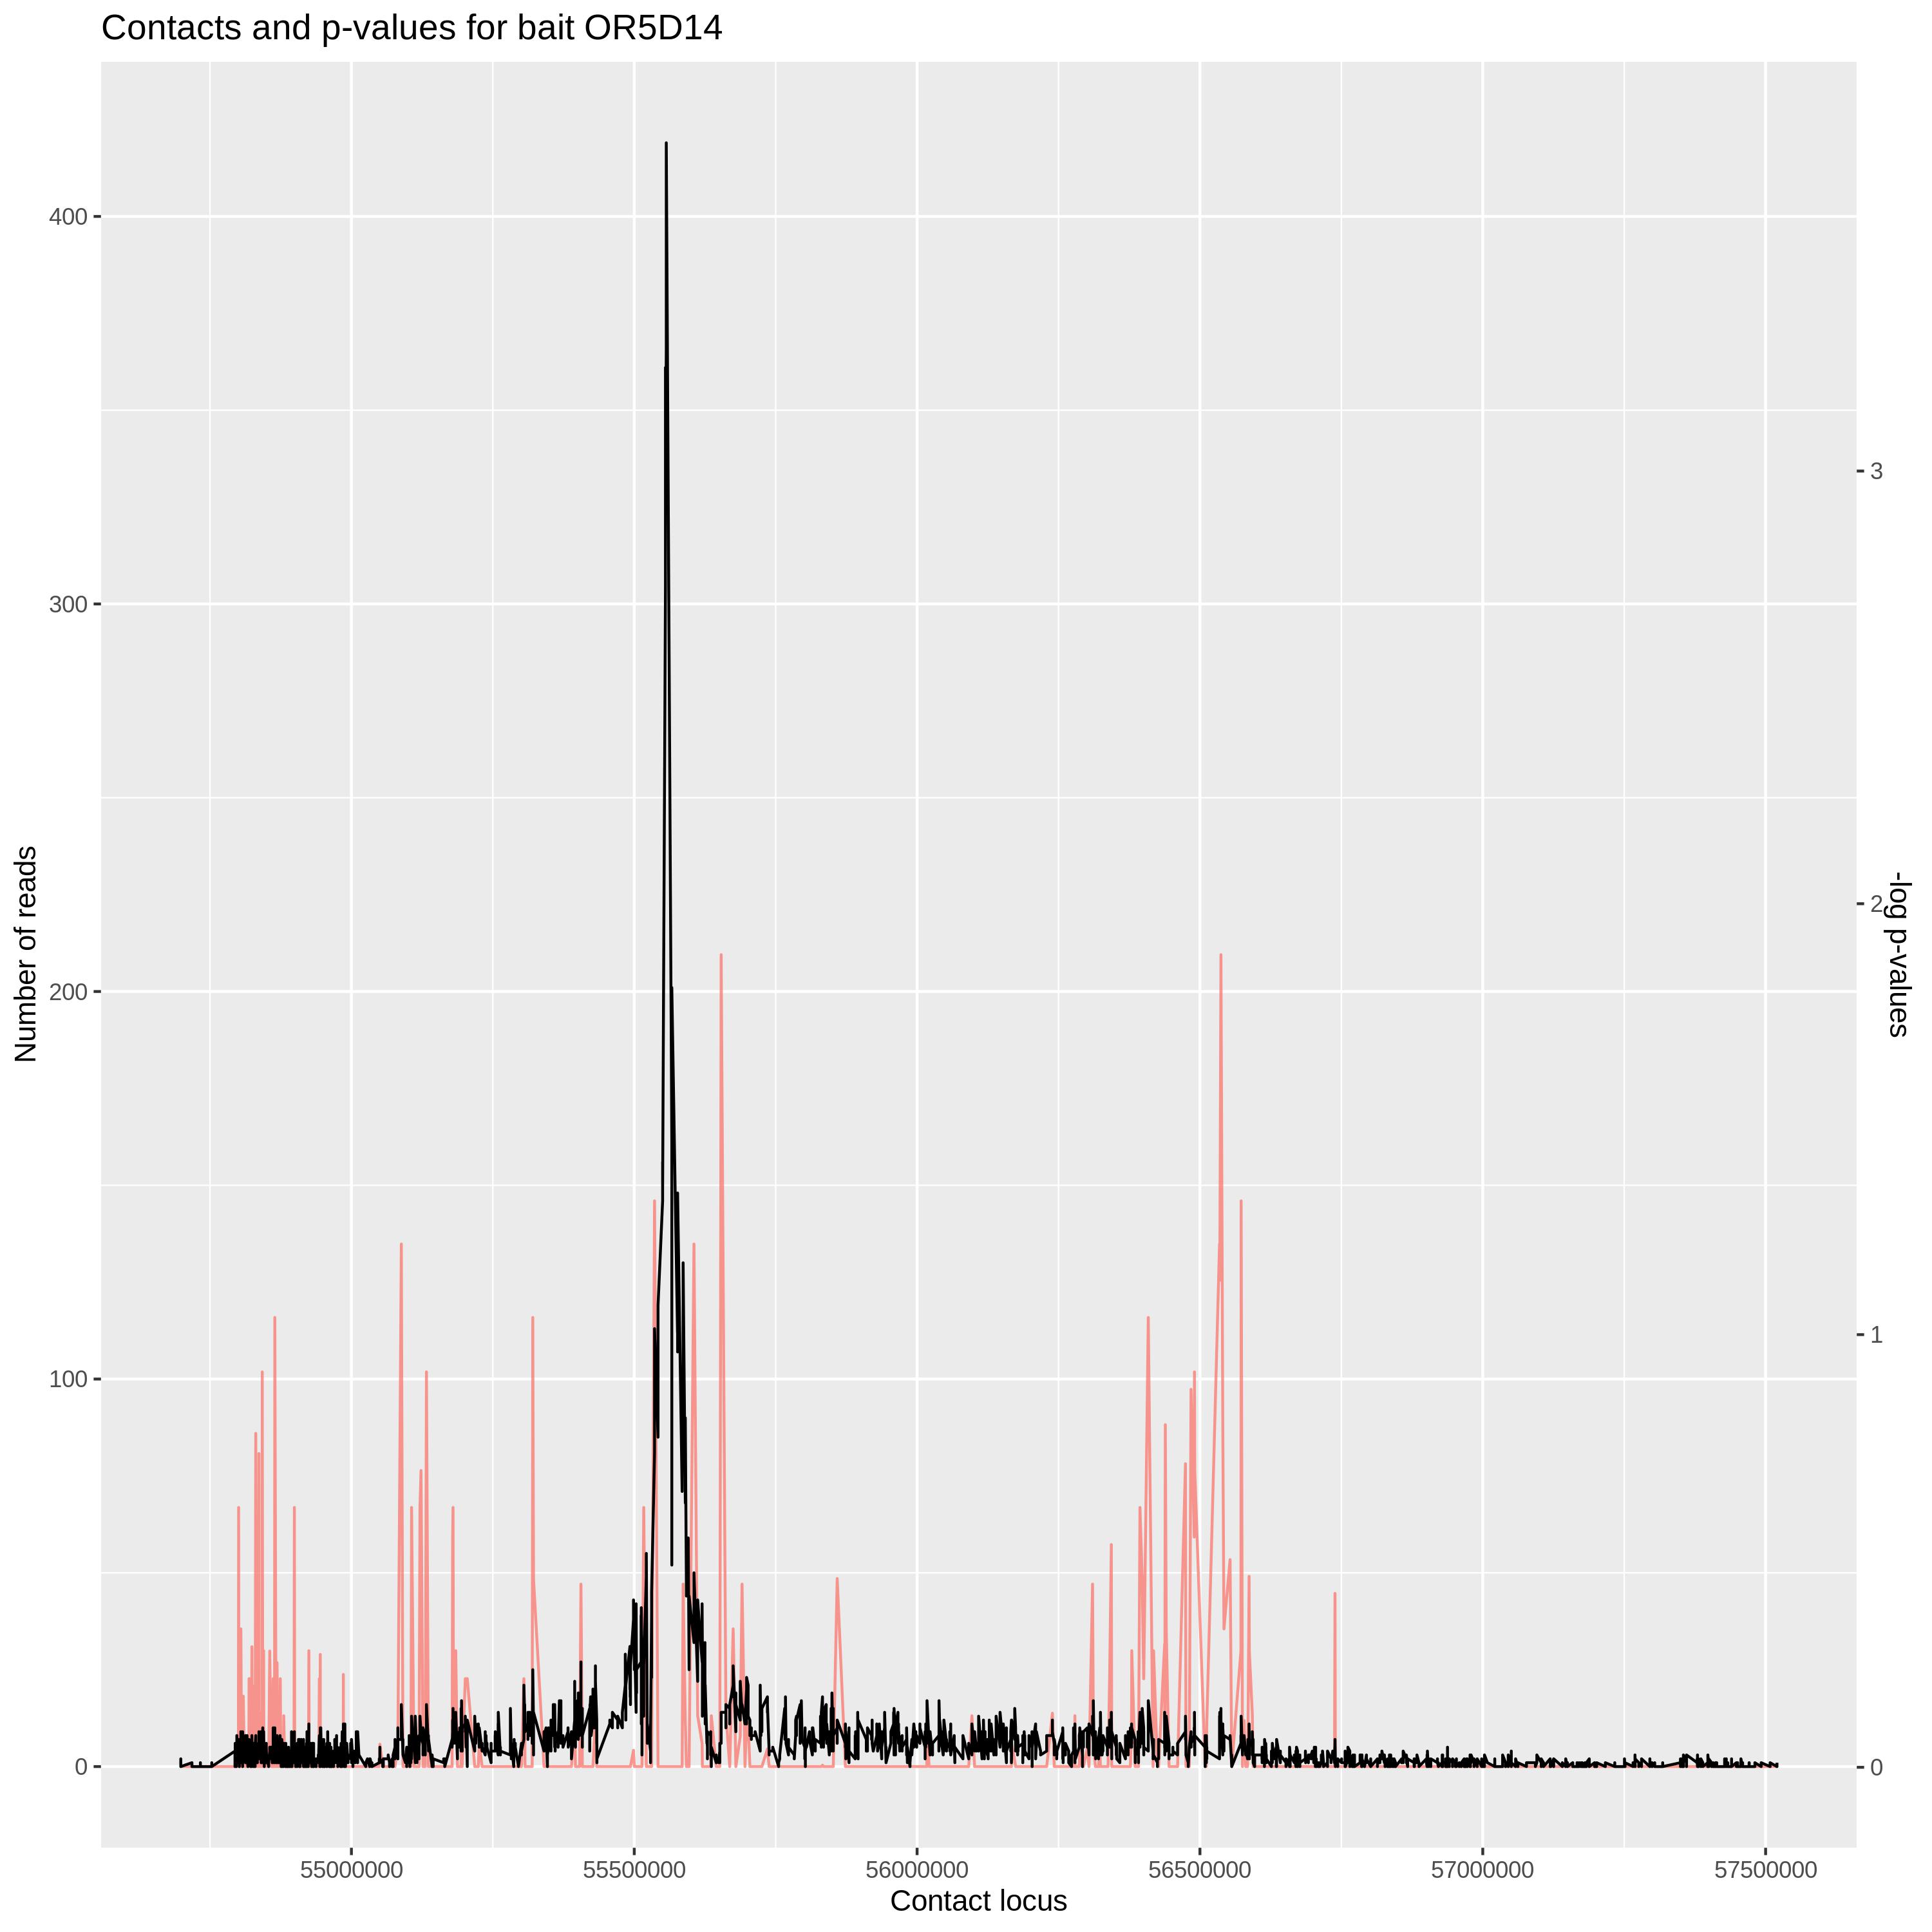 Contacts and p-values for bait OR5D14
400
300
200
100
0
Number of reads
3
2
1
0
-log p-values
55000000 55500000 56000000 56500000 57000000 57500000
Contact locus